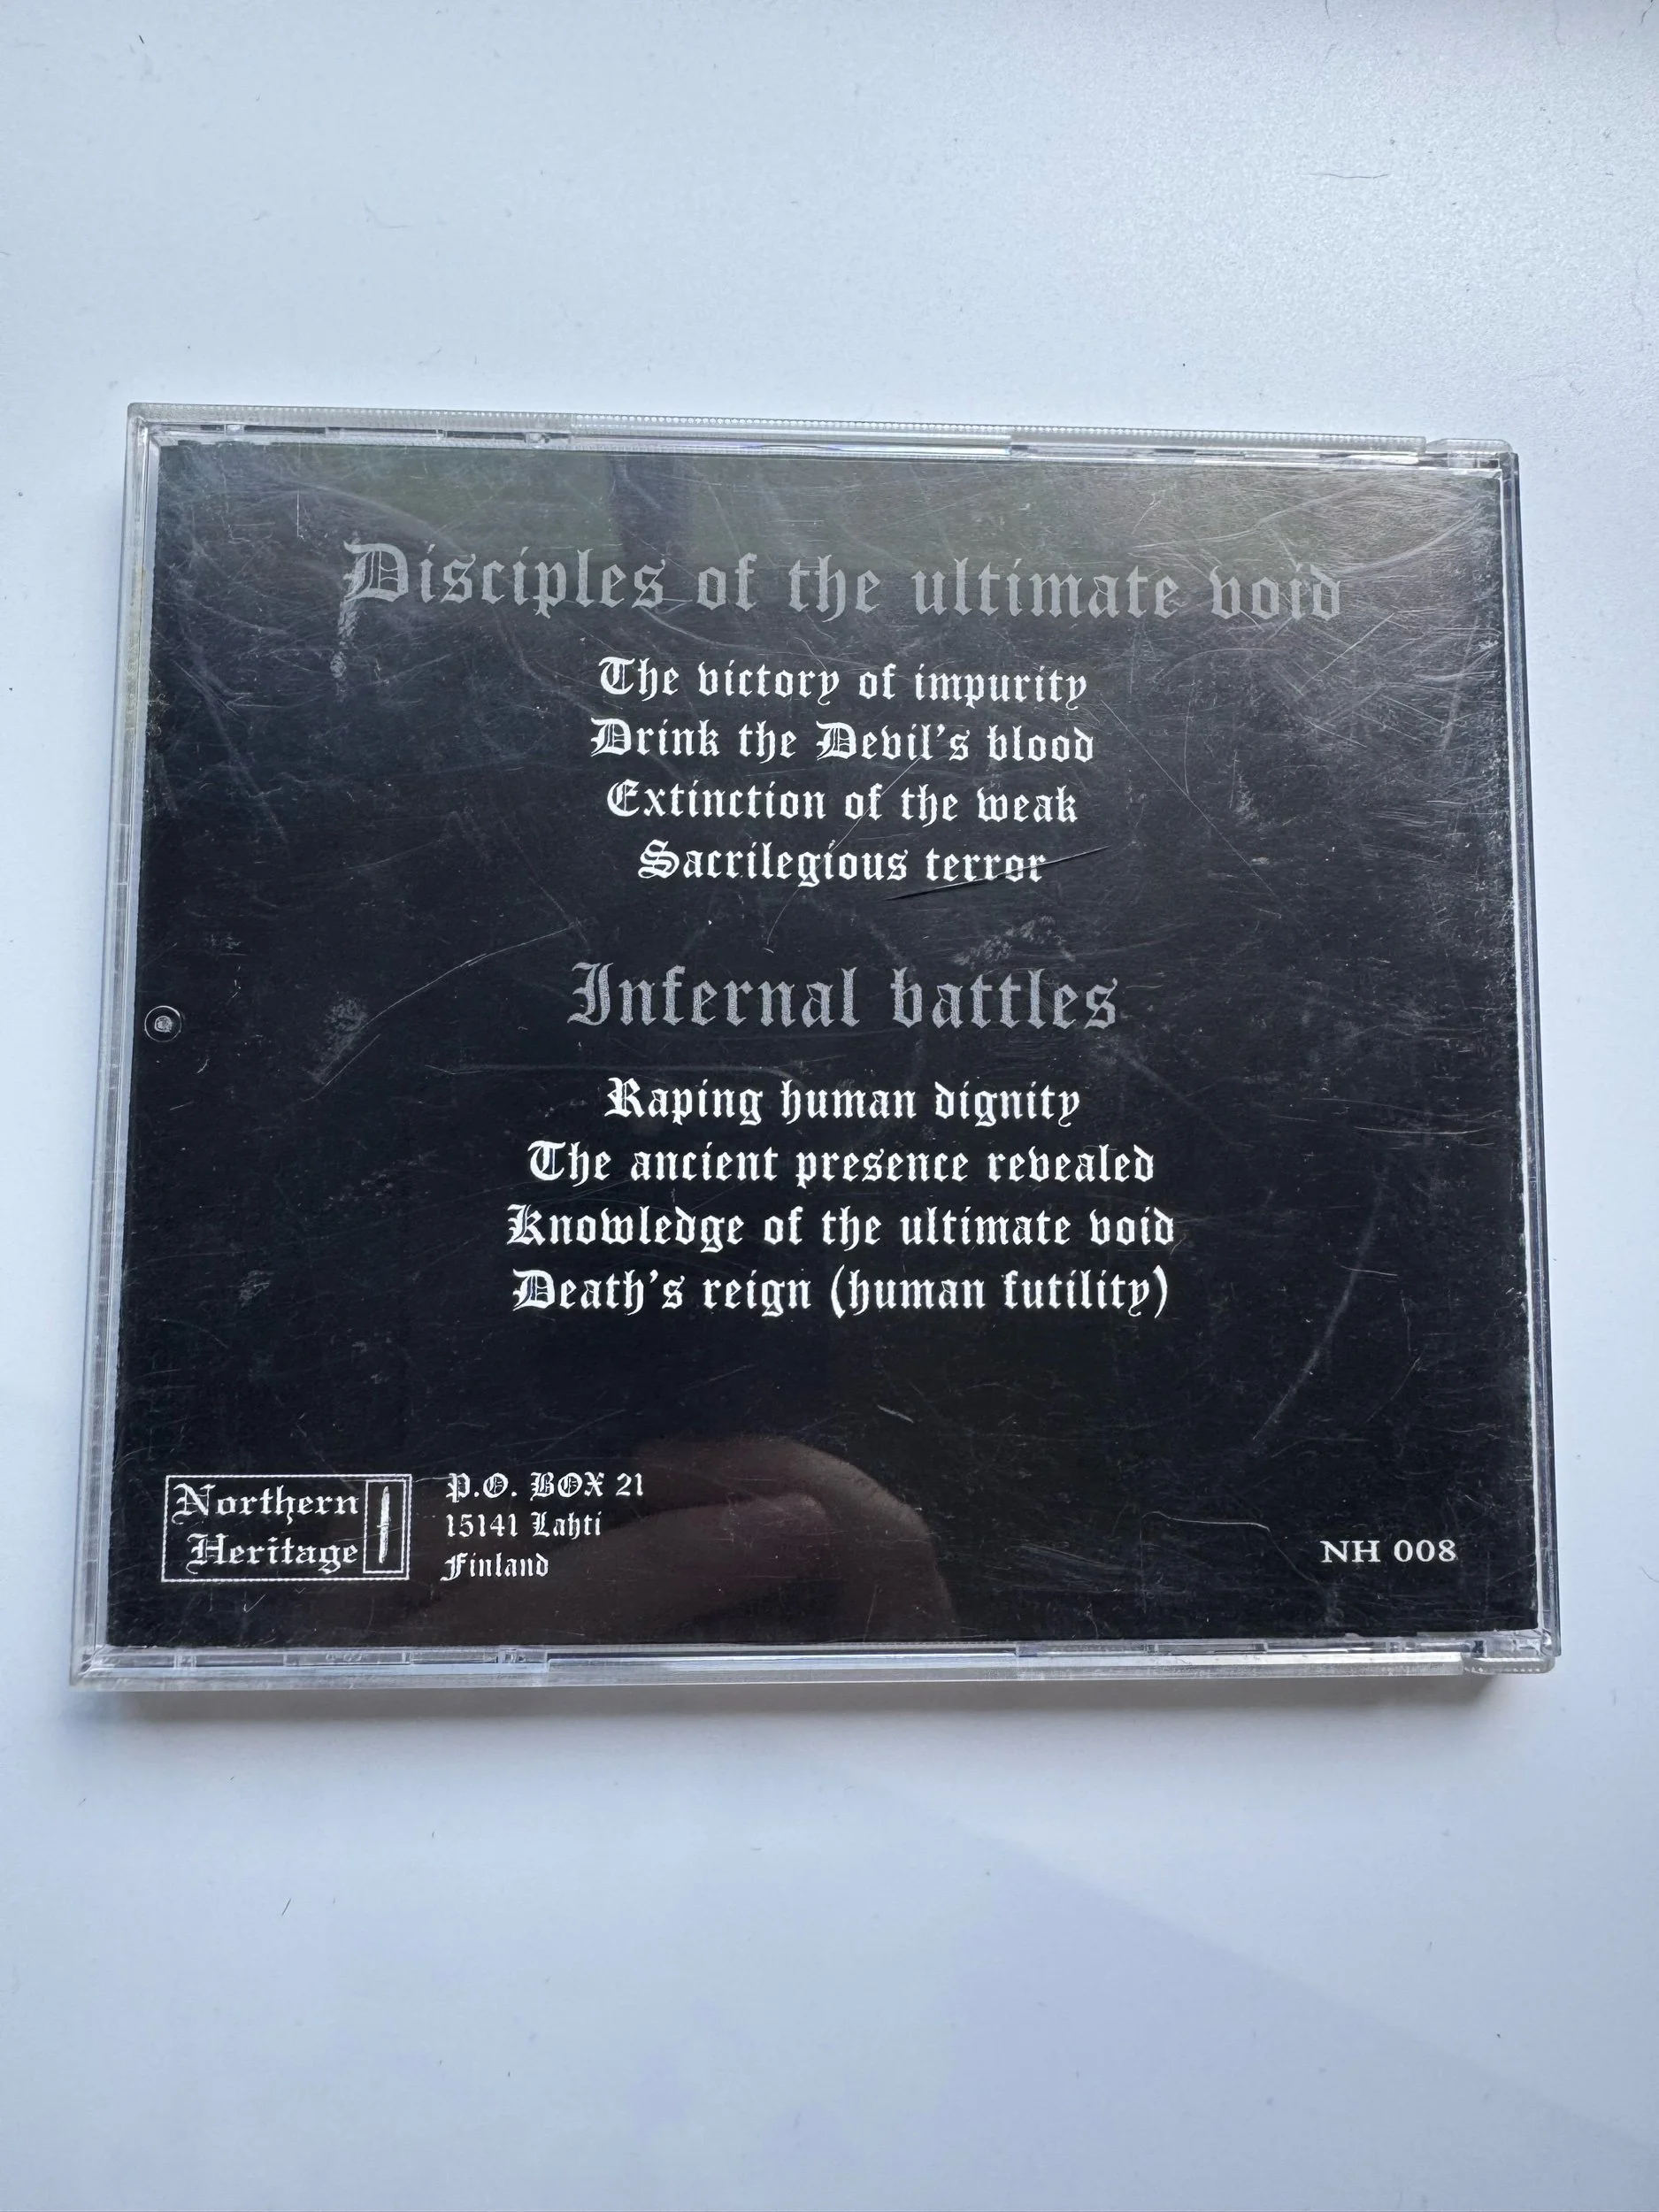 Disciples of the ultimate void
The victory of impurity
Drink the Devil's blood
Extinction of the weak
Sacrilegious terror
Infernal battles
Raping human dignity
The ancient presence revealed
Knowledge of the ultimate void
Death's reign (human futility)
Northern
Heritage
P.O. BOX 21
15141 Lahti
Finland
NH 008